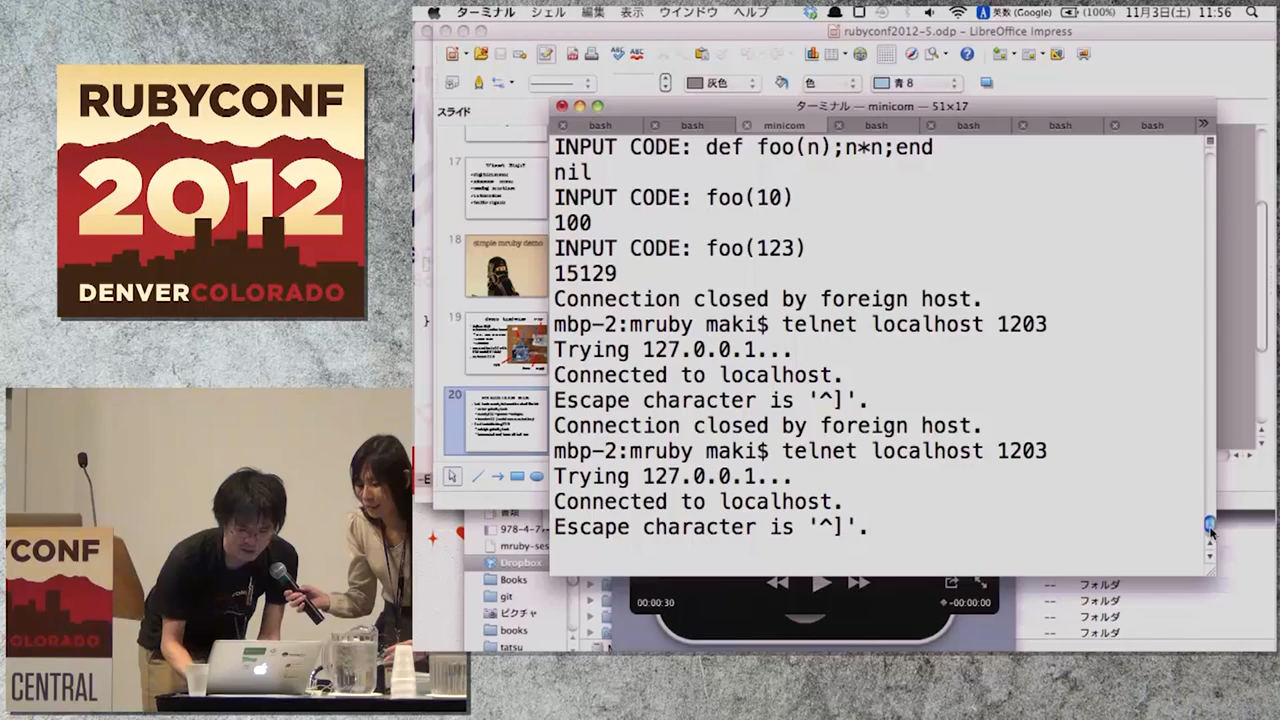 RUBYCONF
2012
DENVERCOLORADO
ターミナル シェル 編集 表示 ウインドウ ヘルプ
英数 (Google) (100%) 11月3日(土) 11:56
rubyconf2012-5.odp – LibreOffice Impress
灰色 色 青 8
スライド
ターミナル — minicom — 51×17
bash bash minicom bash bash bash bash
INPUT CODE: def foo(n);n*n;end
nil
INPUT CODE: foo(10)
100
INPUT CODE: foo(123)
15129
Connection closed by foreign host.
mbp-2:mruby maki$ telnet localhost 1203
Trying 127.0.0.1...
Connected to localhost.
Escape character is '^]'.
Connection closed by foreign host.
mbp-2:mruby maki$ telnet localhost 1203
Trying 127.0.0.1...
Connected to localhost.
Escape character is '^]'.
17
18
simple mruby demo
19
20
978-4-7
mruby-ses
Dropbox
Books
git
ピクチャ
books
tatsu
00:00:30
-00:00:00
-- フォルダ
-- フォルダ
-- フォルダ
-- フォルダ
YCONF
OLORADO
CENTRAL